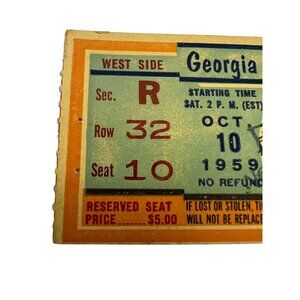 WEST SIDE
Sec. R
Row 32
Seat 10
RESERVED SEAT
PRICE......... $5.00
Georgia
STARTING TIME
SAT. 2 P. M. (EST)
OCT.
10
1959
NO REFUND
IF LOST OR STOLEN, T
WILL NOT BE REPLACE